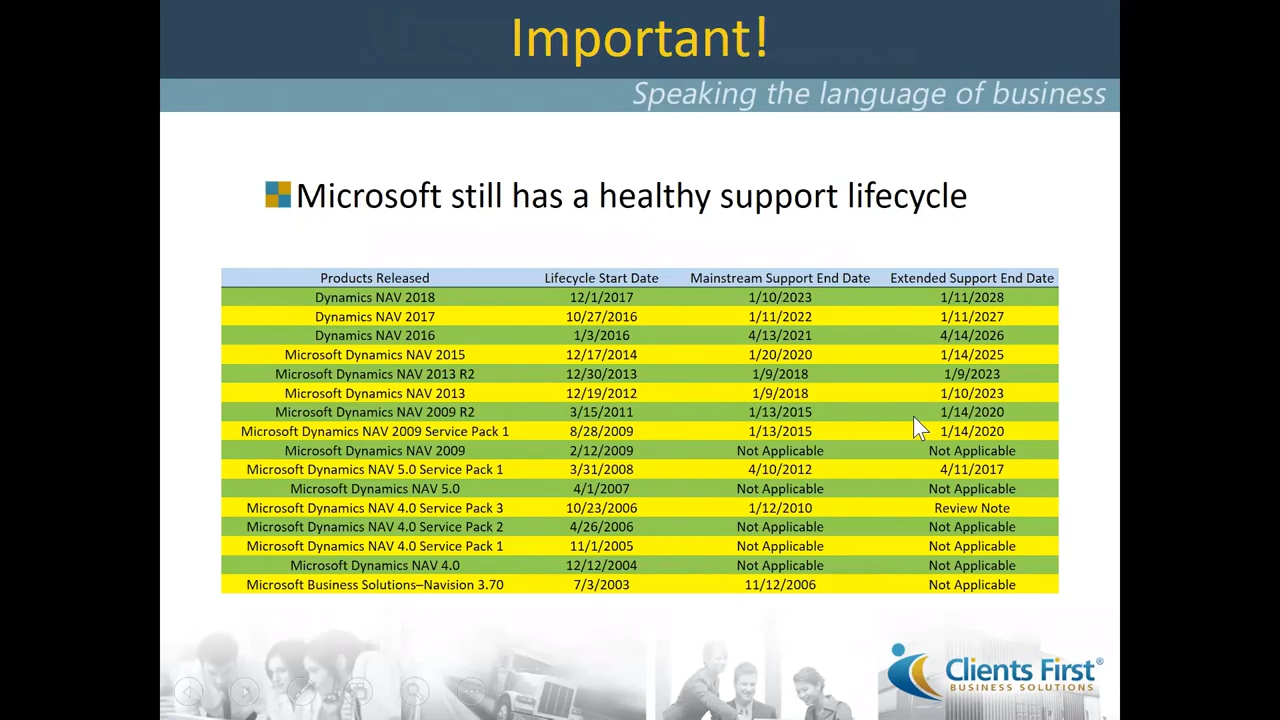 Important!
Speaking the language of business
Microsoft still has a healthy support lifecycle
Products Released Lifecycle Start Date Mainstream Support End Date Extended Support End Date
Dynamics NAV 2018 12/1/2017 1/10/2023 1/11/2028
Dynamics NAV 2017 10/27/2016 1/11/2022 1/11/2027
Dynamics NAV 2016 1/3/2016 4/13/2021 4/14/2026
Microsoft Dynamics NAV 2015 12/17/2014 1/20/2020 1/14/2025
Microsoft Dynamics NAV 2013 R2 12/30/2013 1/9/2018 1/9/2023
Microsoft Dynamics NAV 2013 12/19/2012 1/9/2018 1/10/2023
Microsoft Dynamics NAV 2009 R2 3/15/2011 1/13/2015 1/14/2020
Microsoft Dynamics NAV 2009 Service Pack 1 8/28/2009 1/13/2015 1/14/2020
Microsoft Dynamics NAV 2009 2/12/2009 Not Applicable Not Applicable
Microsoft Dynamics NAV 5.0 Service Pack 1 3/31/2008 4/10/2012 4/11/2017
Microsoft Dynamics NAV 5.0 4/1/2007 Not Applicable Not Applicable
Microsoft Dynamics NAV 4.0 Service Pack 3 10/23/2006 1/12/2010 Review Note
Microsoft Dynamics NAV 4.0 Service Pack 2 4/26/2006 Not Applicable Not Applicable
Microsoft Dynamics NAV 4.0 Service Pack 1 11/1/2005 Not Applicable Not Applicable
Microsoft Dynamics NAV 4.0 12/12/2004 Not Applicable Not Applicable
Microsoft Business Solutions–Navision 3.70 7/3/2003 11/12/2006 Not Applicable
Clients First®
BUSINESS SOLUTIONS